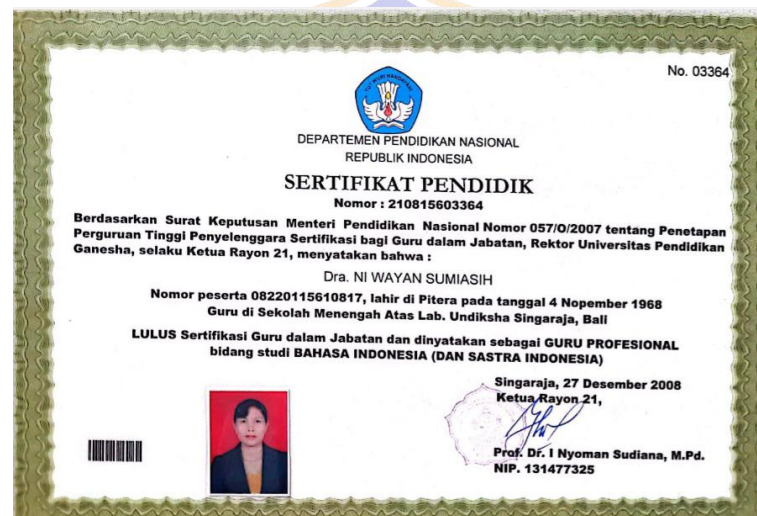 No. 03364
TUT WURI HANDAYANI
DEPARTEMEN PENDIDIKAN NASIONAL
REPUBLIK INDONESIA
SERTIFIKAT PENDIDIK
Nomor : 210815603364
Berdasarkan Surat Keputusan Menteri Pendidikan Nasional Nomor 057/O/2007 tentang Penetapan
Perguruan Tinggi Penyelenggara Sertifikasi bagi Guru dalam Jabatan, Rektor Universitas Pendidikan
Ganesha, selaku Ketua Rayon 21, menyatakan bahwa :
Dra. NI WAYAN SUMIASIH
Nomor peserta 08220115610817, lahir di Pitera pada tanggal 4 Nopember 1968
Guru di Sekolah Menengah Atas Lab. Undiksha Singaraja, Bali
LULUS Sertifikasi Guru dalam Jabatan dan dinyatakan sebagai GURU PROFESIONAL
bidang studi BAHASA INDONESIA (DAN SASTRA INDONESIA)
Singaraja, 27 Desember 2008
Ketua Rayon 21,
Prof. Dr. I Nyoman Sudiana, M.Pd.
NIP. 131477325